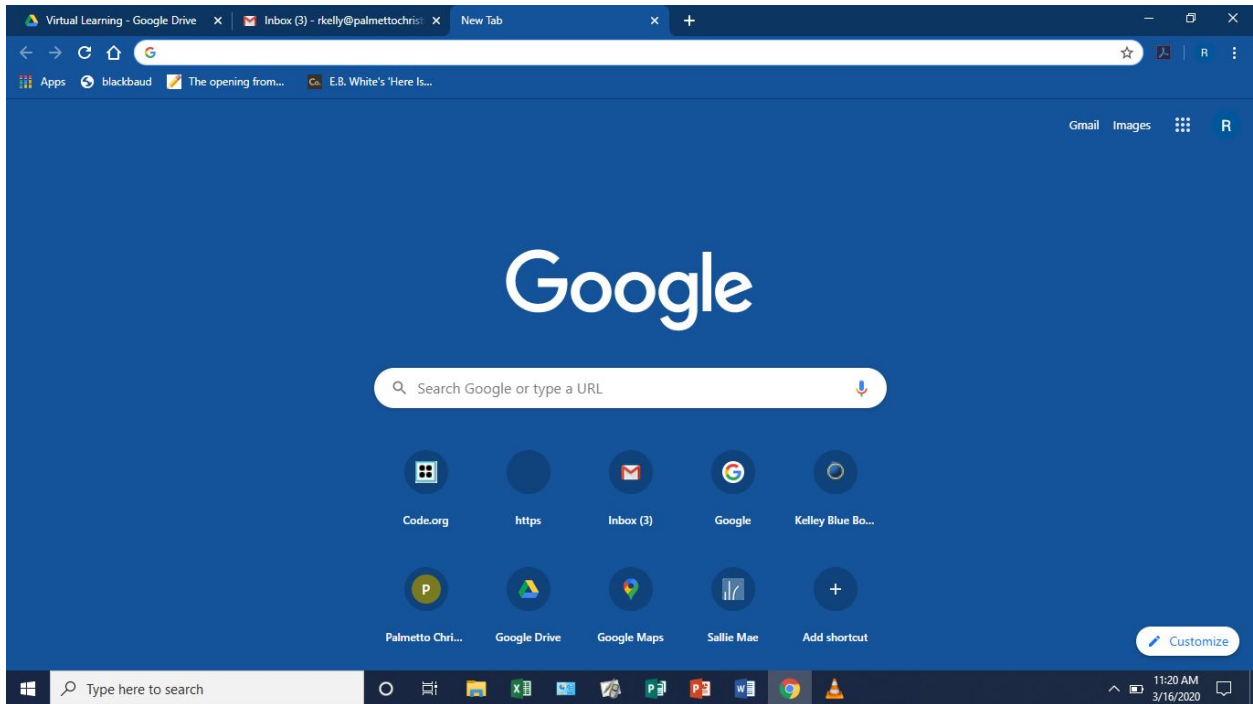 Virtual Learning - Google Drive Inbox (3) - rkelly@palmettochrist New Tab
Apps blackbaud The opening from... Co. E.B. White's 'Here Is...
Gmail Images R
Google
Search Google or type a URL
Code.org https Inbox (3) Google Kelley Blue Bo...
P
Palmetto Chri... Google Drive Google Maps Sallie Mae Add shortcut
Customize
Type here to search
11:20 AM
3/16/2020